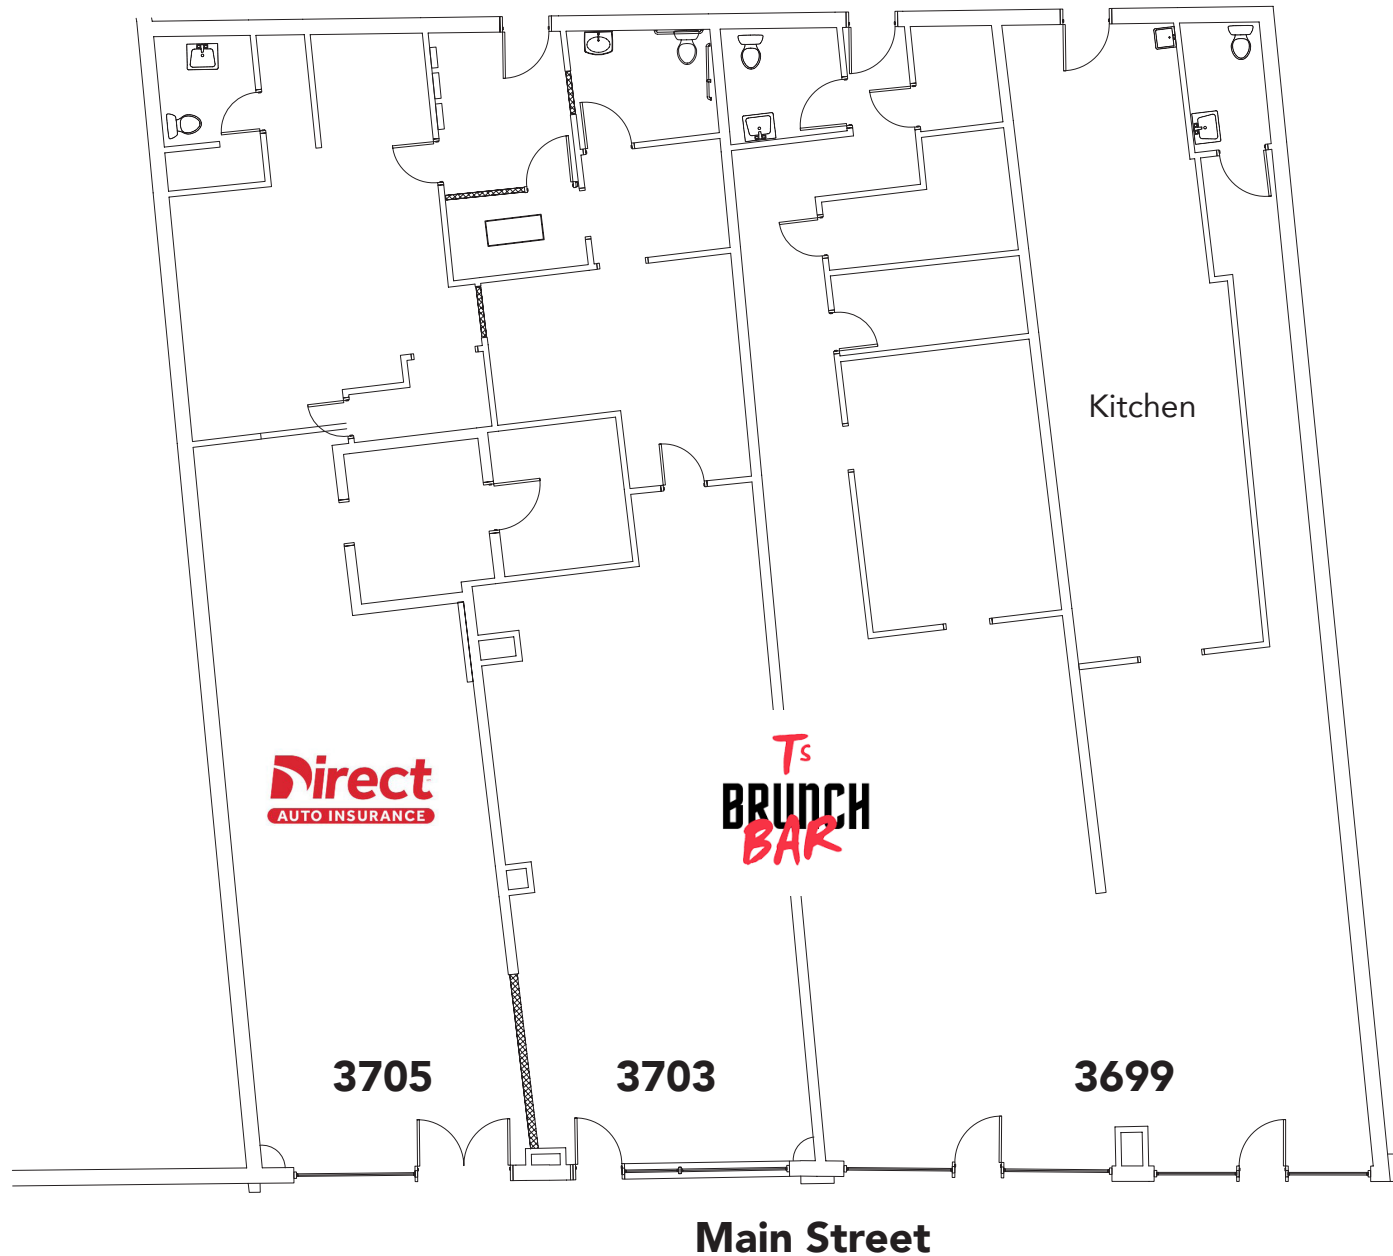 Kitchen
Direct
AUTO INSURANCE
Ts
BRUNCH
BAR
3705
3703
3699
Main Street